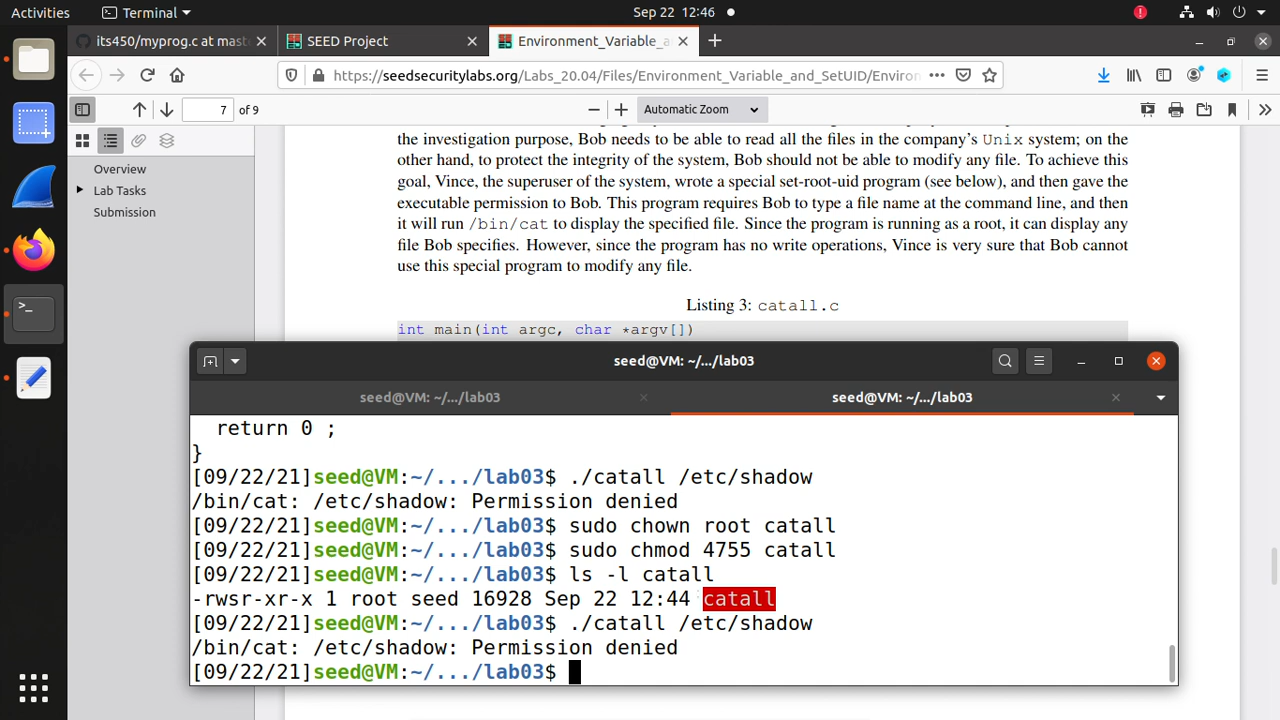 Activities
Terminal
Sep 22 12:46
its450/myprog.c at mast
SEED Project
Environment_Variable_a
https://seedsecuritylabs.org/Labs_20.04/Files/Environment_Variable_and_SetUID/Environ
7
of 9
Automatic Zoom
Overview
Lab Tasks
Submission
the investigation purpose, Bob needs to be able to read all the files in the company's Unix system; on the
other hand, to protect the integrity of the system, Bob should not be able to modify any file. To achieve this
goal, Vince, the superuser of the system, wrote a special set-root-uid program (see below), and then gave the
executable permission to Bob. This program requires Bob to type a file name at the command line, and then
it will run /bin/cat to display the specified file. Since the program is running as a root, it can display any
file Bob specifies. However, since the program has no write operations, Vince is very sure that Bob cannot
use this special program to modify any file.
Listing 3: catall.c
int main(int argc, char *argv[])
seed@VM: ~/.../lab03
seed@VM: ~/.../lab03
seed@VM: ~/.../lab03
return 0 ;
}
[09/22/21]seed@VM:~/.../lab03$ ./catall /etc/shadow
/bin/cat: /etc/shadow: Permission denied
[09/22/21]seed@VM:~/.../lab03$ sudo chown root catall
[09/22/21]seed@VM:~/.../lab03$ sudo chmod 4755 catall
[09/22/21]seed@VM:~/.../lab03$ ls -l catall
-rwsr-xr-x 1 root seed 16928 Sep 22 12:44 catall
[09/22/21]seed@VM:~/.../lab03$ ./catall /etc/shadow
/bin/cat: /etc/shadow: Permission denied
[09/22/21]seed@VM:~/.../lab03$